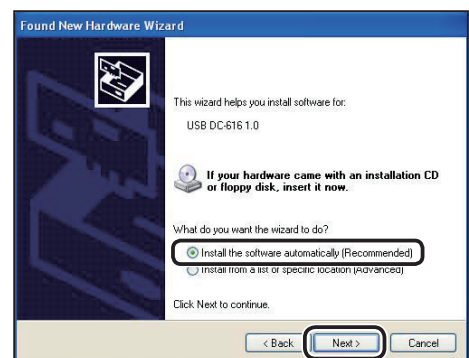 Found New Hardware Wizard
This wizard helps you install software for:
USB DC-616 1.0
If your hardware came with an installation CD
or floppy disk, insert it now.
What do you want the wizard to do?
Install the software automatically (Recommended)
Install from a list or specific location (Advanced)
Click Next to continue.
< Back
Next >
Cancel